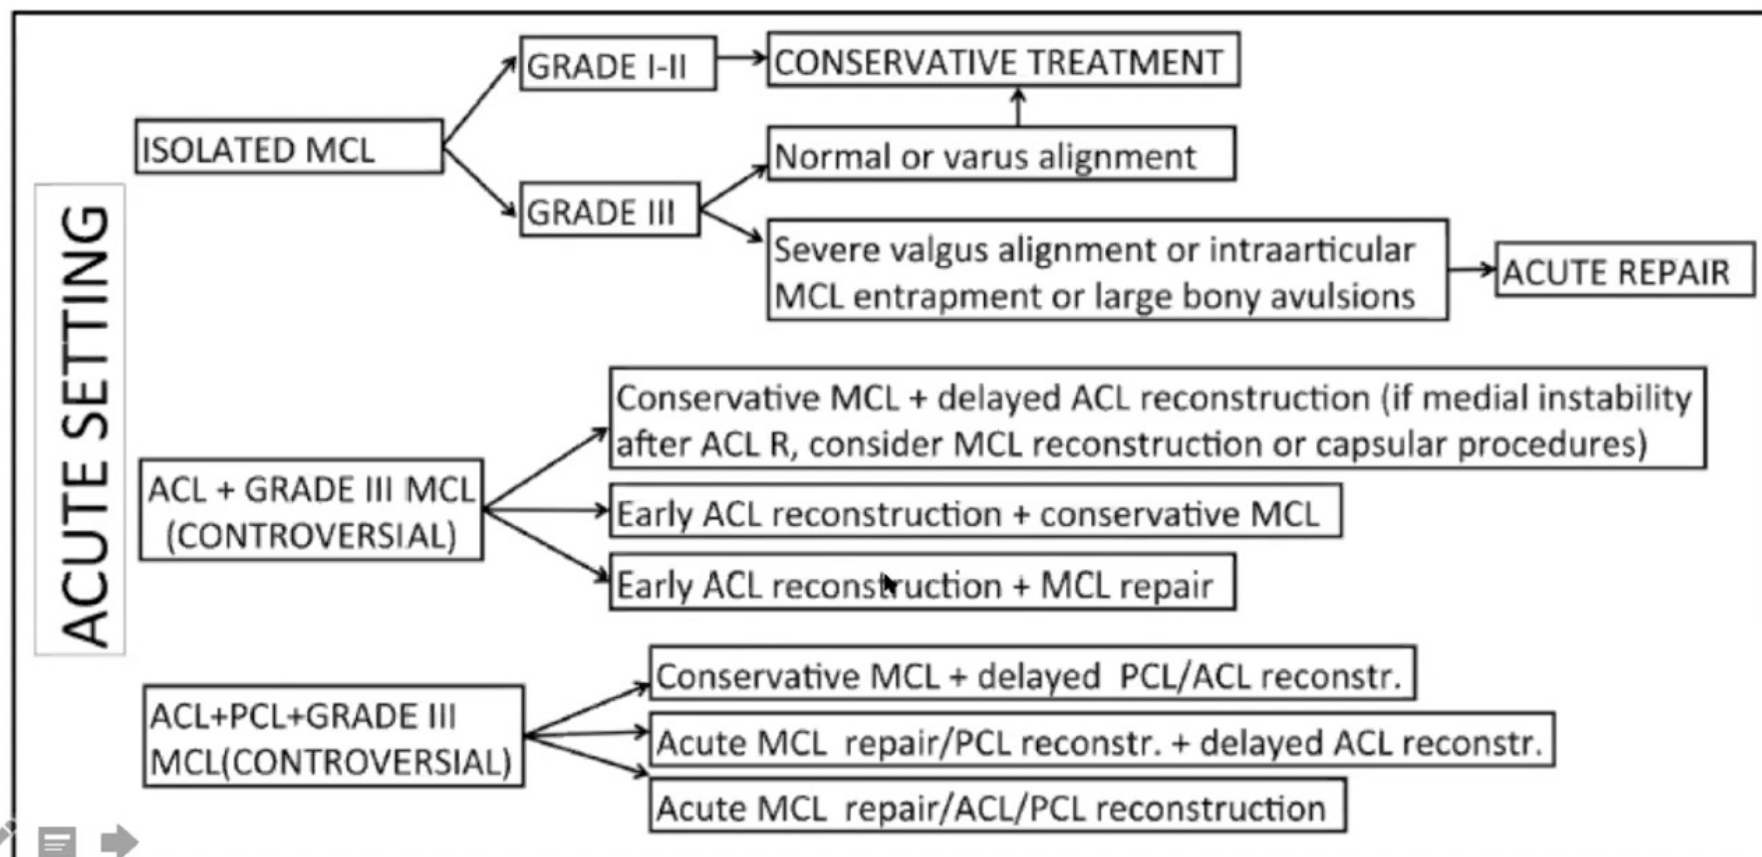 ACUTE SETTING
ISOLATED MCL
GRADE I-II
CONSERVATIVE TREATMENT
GRADE III
Normal or varus alignment
Severe valgus alignment or intraarticular
MCL entrapment or large bony avulsions
ACUTE REPAIR
ACL + GRADE III MCL
(CONTROVERSIAL)
Conservative MCL + delayed ACL reconstruction (if medial instability
after ACL R, consider MCL reconstruction or capsular procedures)
Early ACL reconstruction + conservative MCL
Early ACL reconstruction + MCL repair
ACL+PCL+GRADE III
MCL(CONTROVERSIAL)
Conservative MCL + delayed PCL/ACL reconstr.
Acute MCL repair/PCL reconstr. + delayed ACL reconstr.
Acute MCL repair/ACL/PCL reconstruction